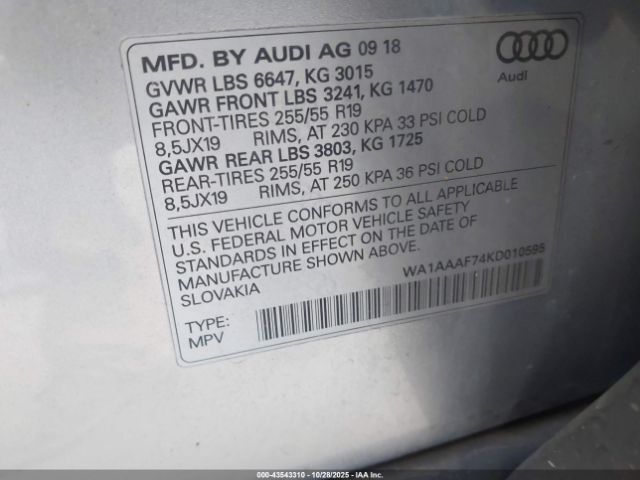 MFD. BY AUDI AG 09 18
GVWR LBS 6647, KG 3015
GAWR FRONT LBS 3241, KG 1470
FRONT-TIRES 255/55 R19
8,5JX19 RIMS, AT 230 KPA 33 PSI COLD
GAWR REAR LBS 3803, KG 1725
REAR-TIRES 255/55 R19
8,5JX19 RIMS, AT 250 KPA 36 PSI COLD
Audi
THIS VEHICLE CONFORMS TO ALL APPLICABLE
U.S. FEDERAL MOTOR VEHICLE SAFETY
STANDARDS IN EFFECT ON THE DATE OF
MANUFACTURE SHOWN ABOVE.
SLOVAKIA
WA1AAAF74KD010595
TYPE:
MPV
000-43543310 - 10/28/2025 - IAAI.COM